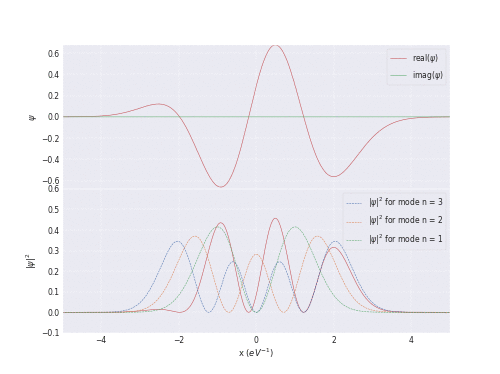 0.6
0.4
0.2
0.0
−0.2
−0.4
−0.6
ψ
real(ψ)
imag(ψ)
0.6
0.5
0.4
0.3
0.2
0.1
0.0
−0.1
|ψ|²
|ψ|² for mode n = 3
|ψ|² for mode n = 2
|ψ|² for mode n = 1
−4 −2 0 2 4
x (eV⁻¹)